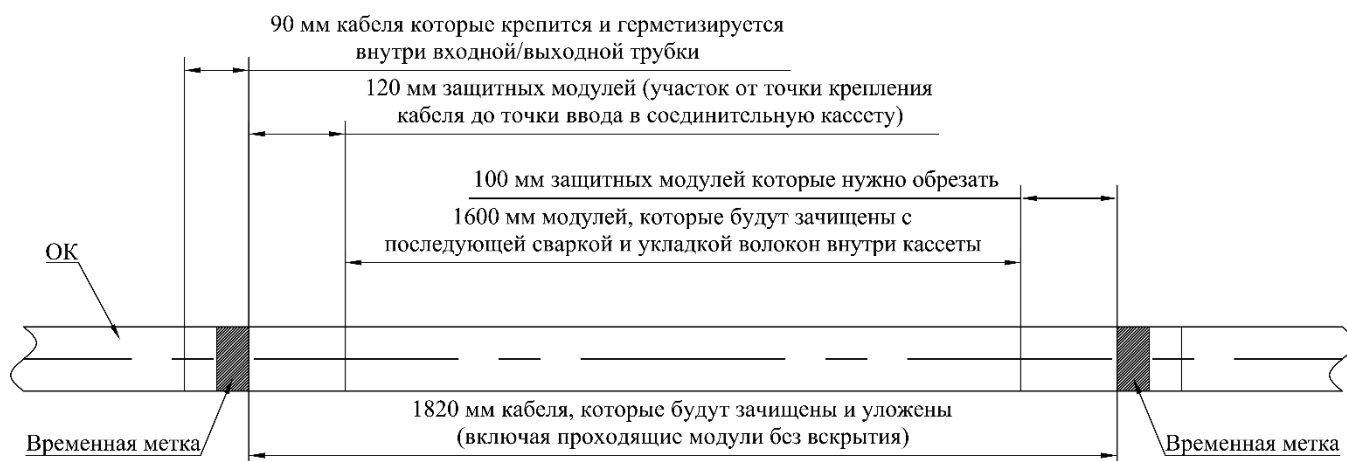 90 мм кабеля которые крепится и герметизируется
внутри входной/выходной трубки
120 мм защитных модулей (участок от точки крепления
кабеля до точки ввода в соединительную кассету)
100 мм защитных модулей которые нужно обрезать
1600 мм модулей, которые будут зачищены с
последующей сваркой и укладкой волокон внутри кассеты
ОК
1820 мм кабеля, которые будут зачищены и уложены
(включая проходящие модули без вскрытия)
Временная метка
Временная метка